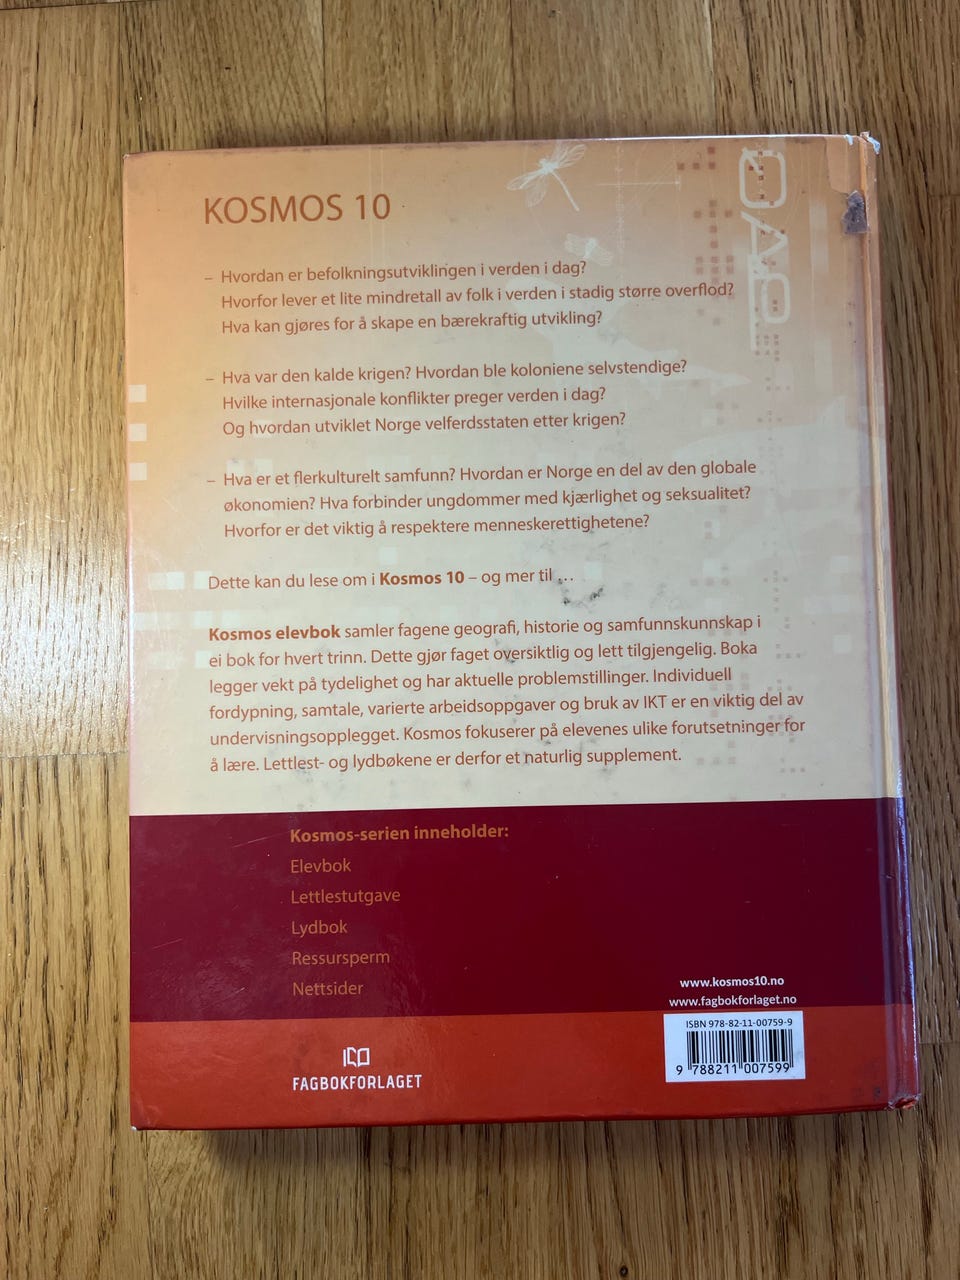 KOSMOS 10
– Hvordan er befolkningsutviklingen i verden i dag?
Hvorfor lever et lite mindretall av folk i verden i stadig større overflod?
Hva kan gjøres for å skape en bærekraftig utvikling?
– Hva var den kalde krigen? Hvordan ble koloniene selvstendige?
Hvilke internasjonale konflikter preger verden i dag?
Og hvordan utviklet Norge velferdsstaten etter krigen?
– Hva er et flerkulturelt samfunn? Hvordan er Norge en del av den globale
økonomien? Hva forbinder ungdommer med kjærlighet og seksualitet?
Hvorfor er det viktig å respektere menneskerettighetene?
Dette kan du lese om i Kosmos 10 – og mer til …
Kosmos elevbok samler fagene geografi, historie og samfunnskunnskap i
ei bok for hvert trinn. Dette gjør faget oversiktlig og lett tilgjengelig. Boka
legger vekt på tydelighet og har aktuelle problemstillinger. Individuell
fordypning, samtale, varierte arbeidsoppgaver og bruk av IKT er en viktig del av
undervisningsopplegget. Kosmos fokuserer på elevenes ulike forutsetninger for
å lære. Lettlest- og lydbøkene er derfor et naturlig supplement.
Kosmos-serien inneholder:
Elevbok
Lettlestutgave
Lydbok
Ressursperm
Nettsider
www.kosmos10.no
www.fagbokforlaget.no
ISBN 978-82-11-00759-9
9 788211 007599
FAGBOKFORLAGET